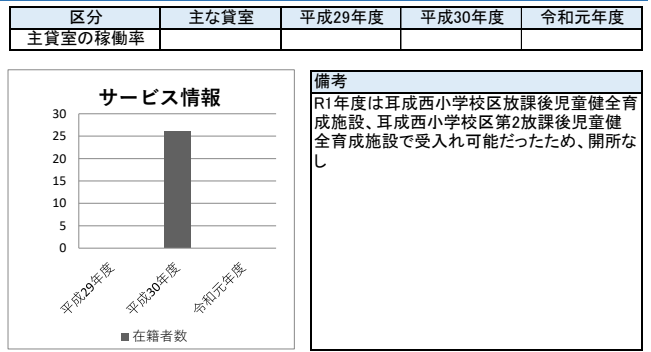 区分 主な貸室 平成29年度 平成30年度 令和元年度
主貸室の稼働率
サービス情報
30
25
20
15
10
5
0
平成29年度 平成30年度 令和元年度
■在籍者数
備考
R1年度は耳成西小学校区放課後児童健全育
成施設、耳成西小学校区第2放課後児童健
全育成施設で受入れ可能だったため、開所な
し